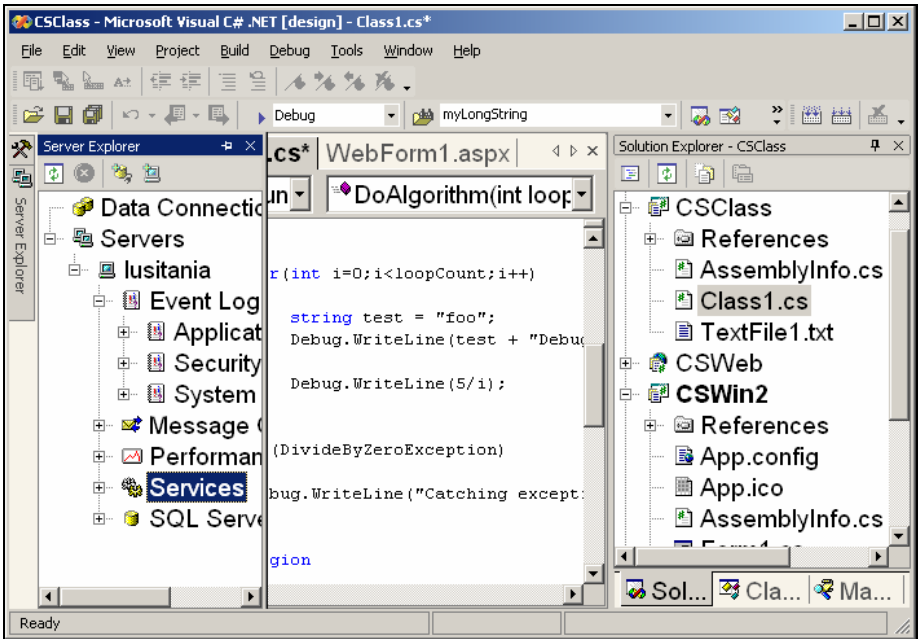 CSClass - Microsoft Visual C# .NET [design] - Class1.cs*
File Edit View Project Build Debug Tools Window Help
Debug myLongString
Server Explorer
Server Explorer
Data Connectio
Servers
lusitania
Event Log
Applicat
Security
System
Message
Performan
Services
SQL Serve
.cs* WebForm1.aspx
un DoAlgorithm(int loop
r(int i=0;i<loopCount;i++)
string test = "foo";
Debug.WriteLine(test + "Debu
Debug.WriteLine(5/i);
(DivideByZeroException)
bug.WriteLine("Catching excepti
gion
Solution Explorer - CSClass
CSClass
References
AssemblyInfo.cs
Class1.cs
TextFile1.txt
CSWeb
CSWin2
References
App.config
App.ico
AssemblyInfo.cs
Sol... Cla... Ma...
Ready